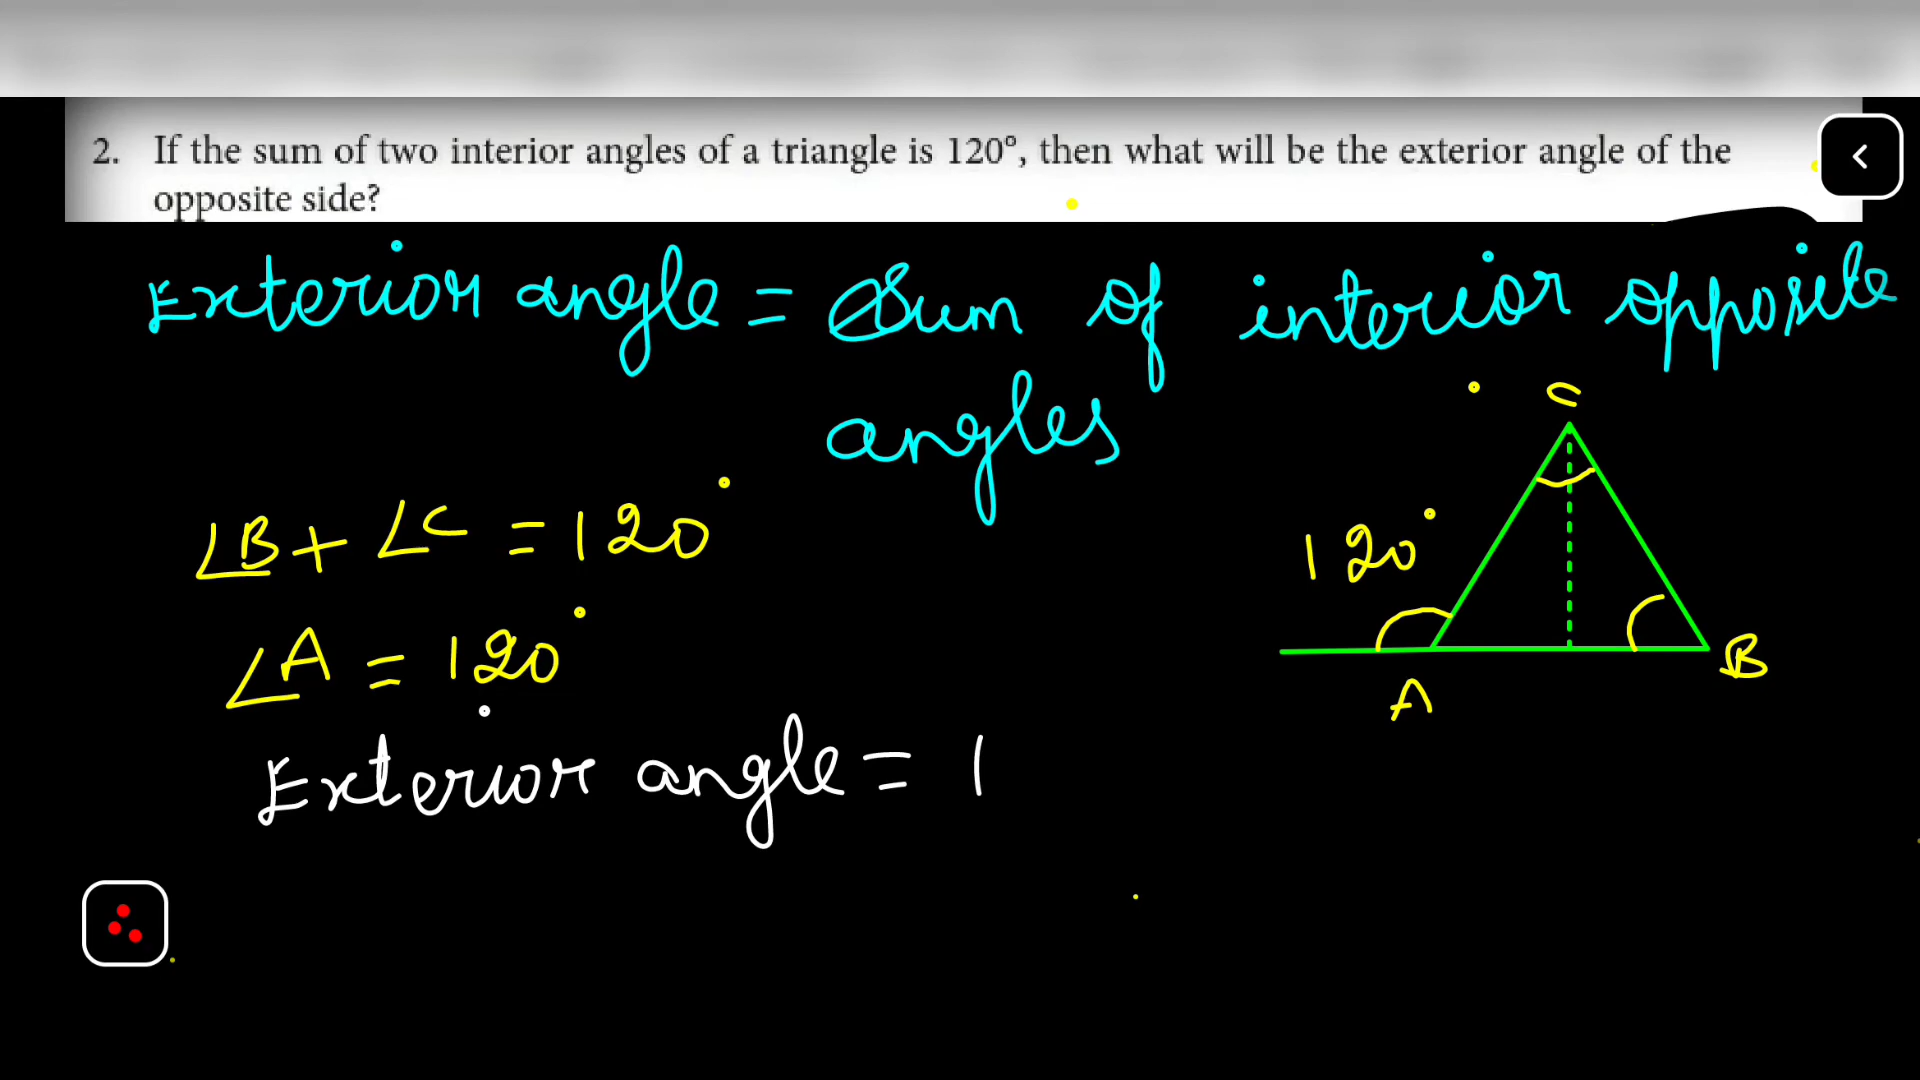 2. If the sum of two interior angles of a triangle is 120°, then what will be the exterior angle of the
opposite side?
Exterior angle = Sum of interior opposite
angles
∠B + ∠C = 120°
∠A = 120°
Exterior angle = 1
C
120°
A
B